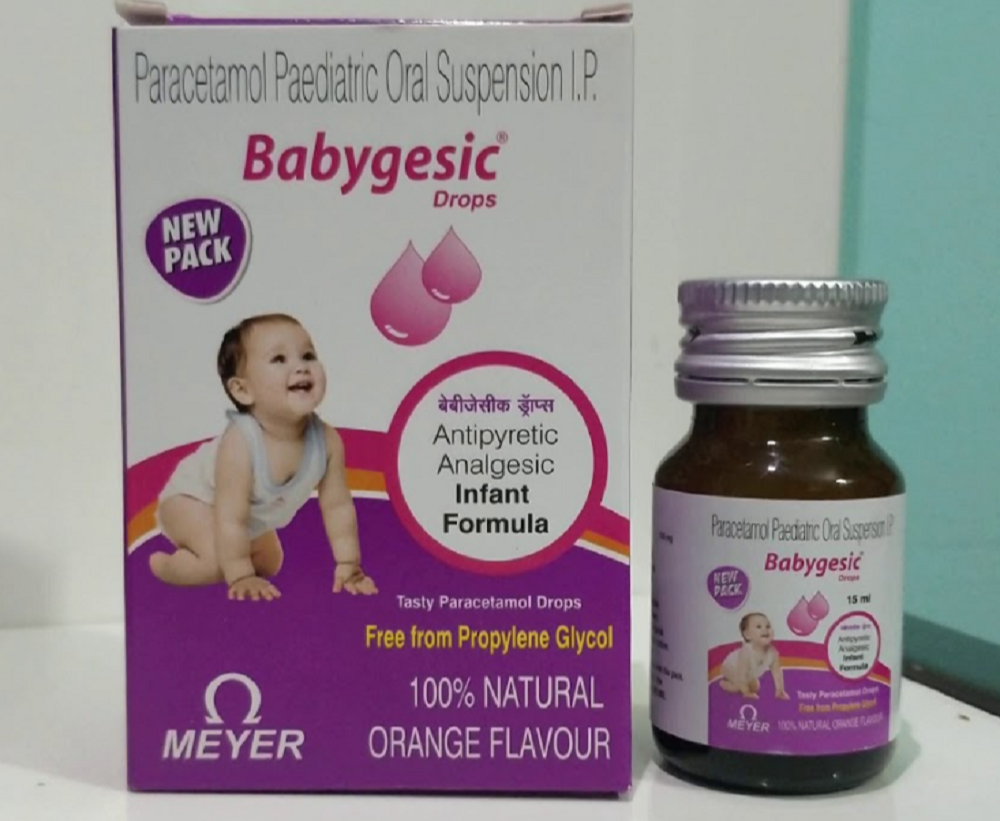 Paracetamol Paediatric Oral Suspension I.P.
Babygesic®
Drops
NEW
PACK
बेबीजेसीक ड्रॉप्स
Antipyretic
Analgesic
Infant
Formula
Tasty Paracetamol Drops
Free from Propylene Glycol
100% NATURAL
ORANGE FLAVOUR
MEYER
Paracetamol Paediatric Oral Suspension I.P.
Babygesic
Drops
NEW
PACK
15 ml
Antipyretic
Analgesic
Infant
Formula
Tasty Paracetamol Drops
Free from Propylene Glycol
MEYER
100% NATURAL ORANGE FLAVOUR